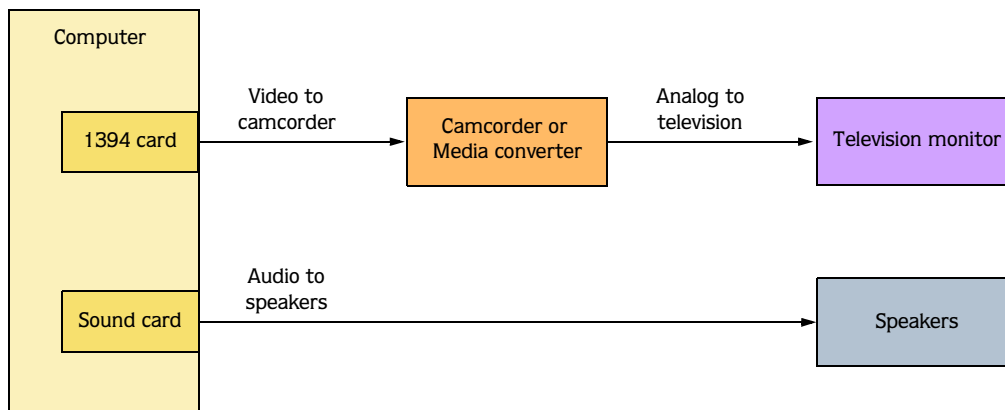 Computer
Video to
camcorder
Analog to
television
1394 card
Camcorder or
Media converter
Television monitor
Audio to
speakers
Sound card
Speakers